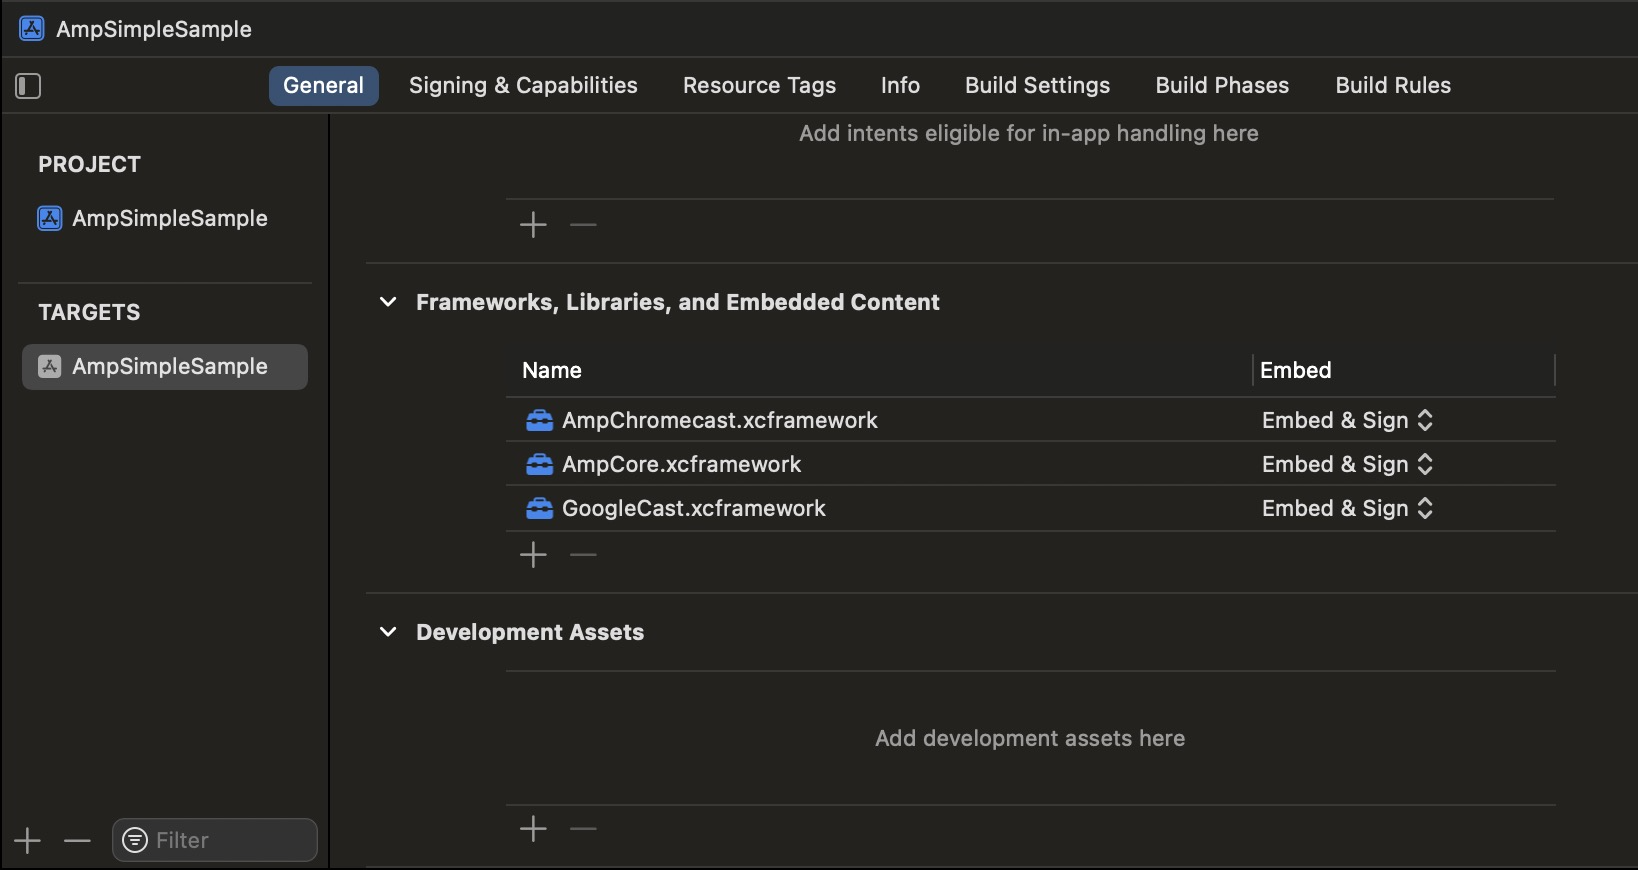 AmpSimpleSample
General Signing & Capabilities Resource Tags Info Build Settings Build Phases Build Rules
PROJECT
AmpSimpleSample
TARGETS
AmpSimpleSample
Filter
Add intents eligible for in-app handling here
Frameworks, Libraries, and Embedded Content
Name Embed
AmpChromecast.xcframework Embed & Sign
AmpCore.xcframework Embed & Sign
GoogleCast.xcframework Embed & Sign
Development Assets
Add development assets here